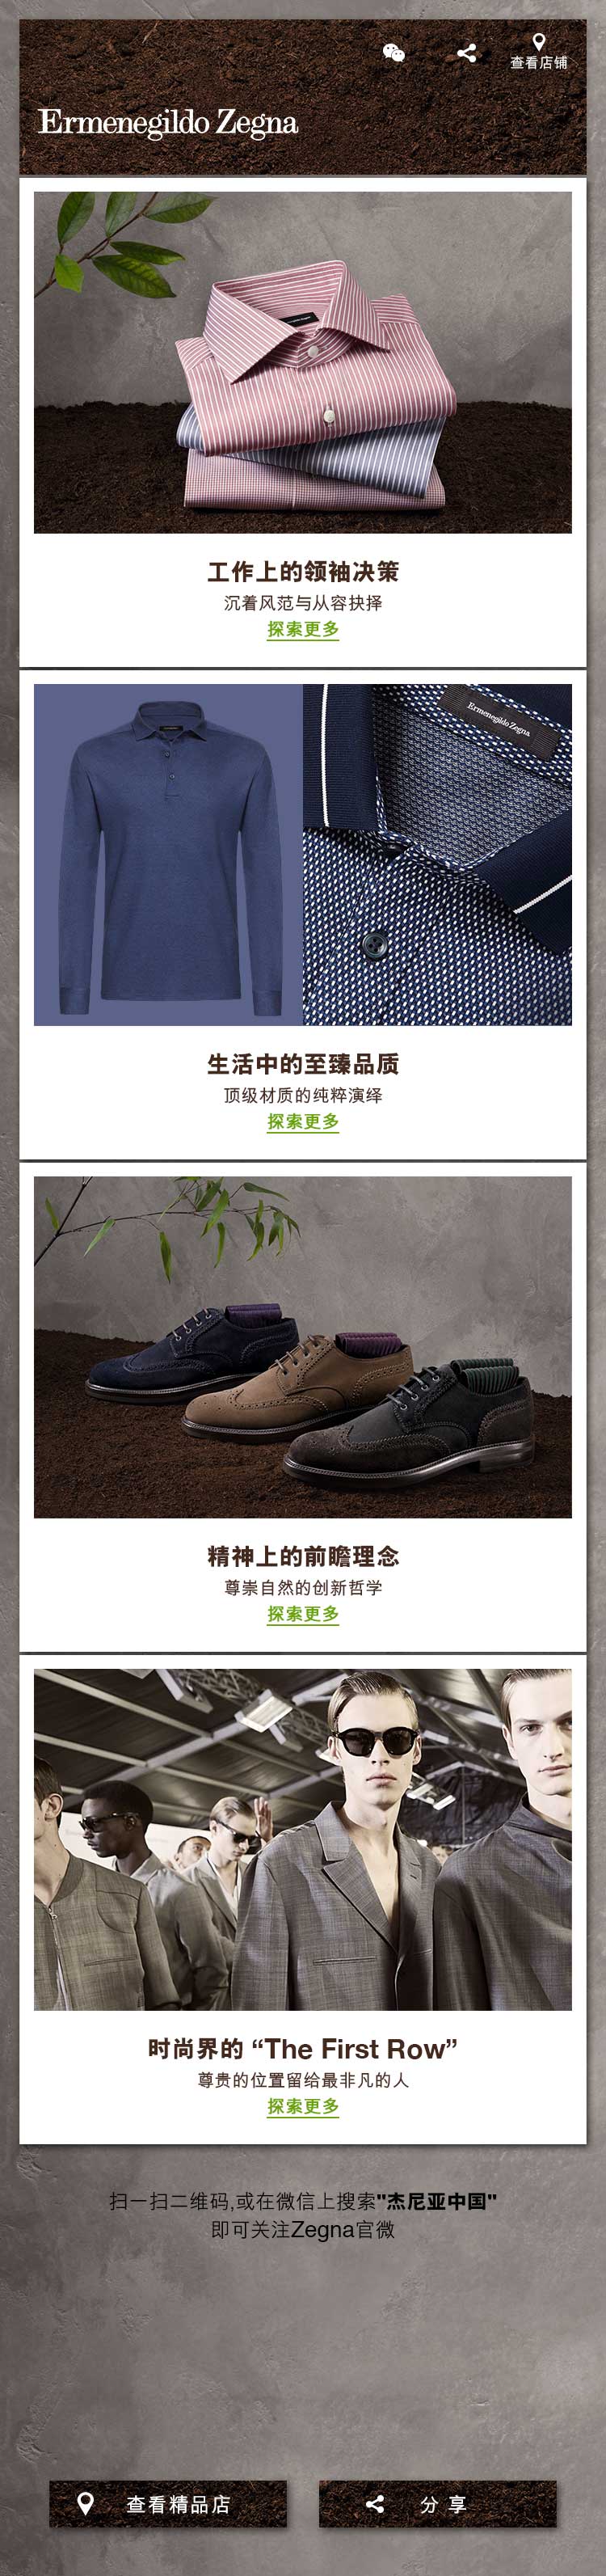 查看店铺
Ermenegildo Zegna
工作上的领袖决策
沉着风范与从容抉择
探索更多
Ermenegildo Zegna
生活中的至臻品质
顶级材质的纯粹演绎
探索更多
精神上的前瞻理念
尊崇自然的创新哲学
探索更多
时尚界的 “The First Row”
尊贵的位置留给最非凡的人
探索更多
扫一扫二维码,或在微信上搜索"杰尼亚中国"
即可关注Zegna官微
查看精品店
分 享